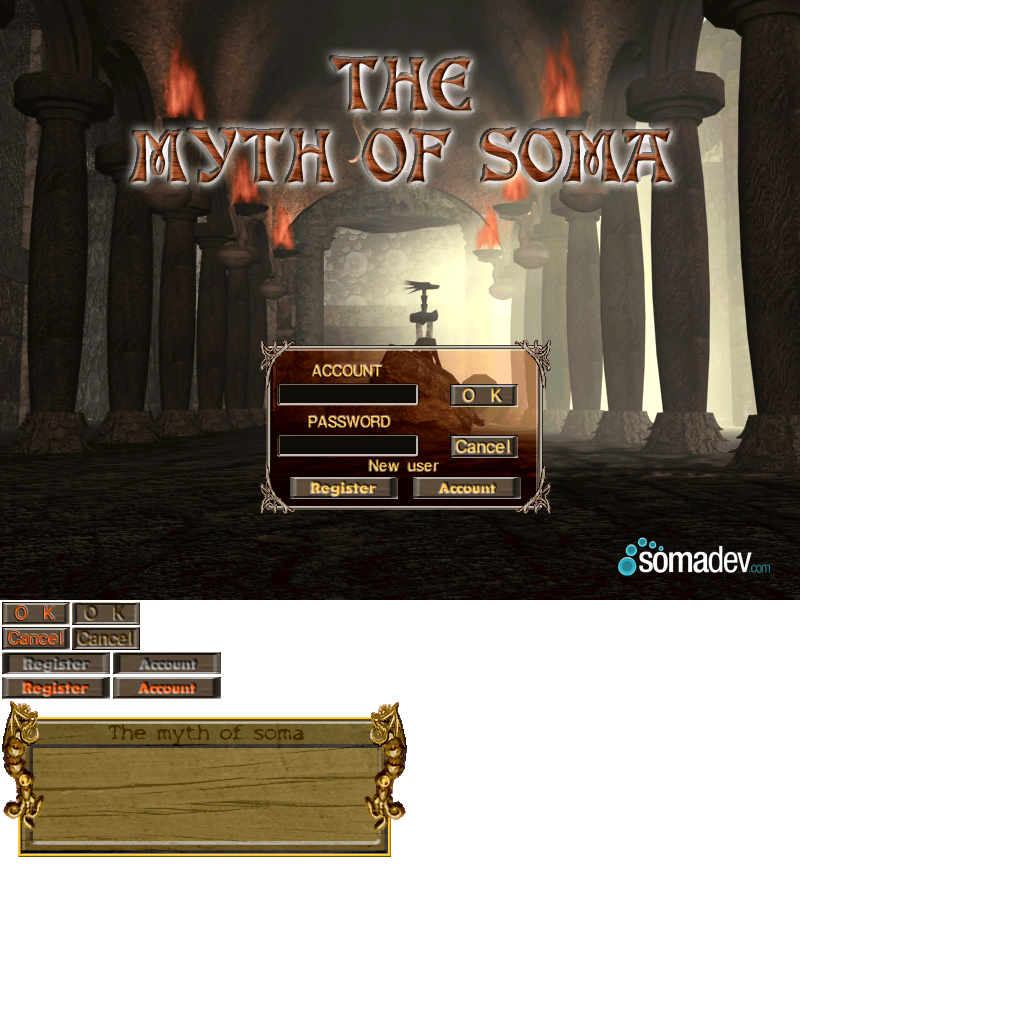 THE
MYTH OF SOMA
ACCOUNT
O K
PASSWORD
Cancel
New user
Register Account
somadev.com
O K O K
Cancel Cancel
Register Account
Register Account
The myth of soma